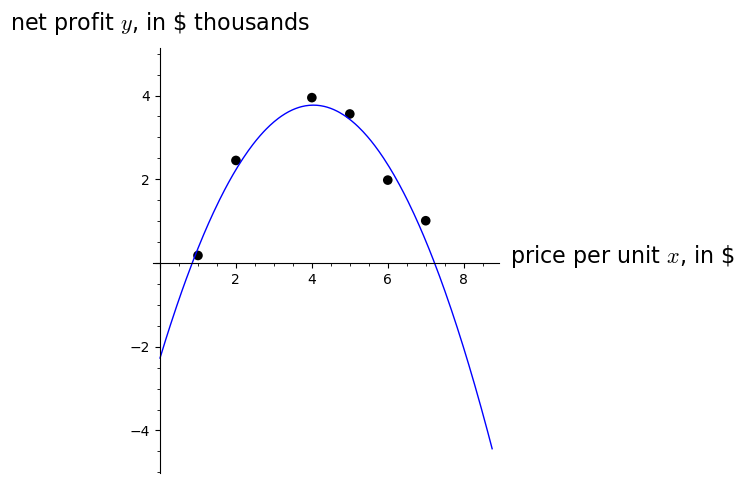 net profit y, in $ thousands
4
2
2 4 6 8
price per unit x, in $
−2
−4